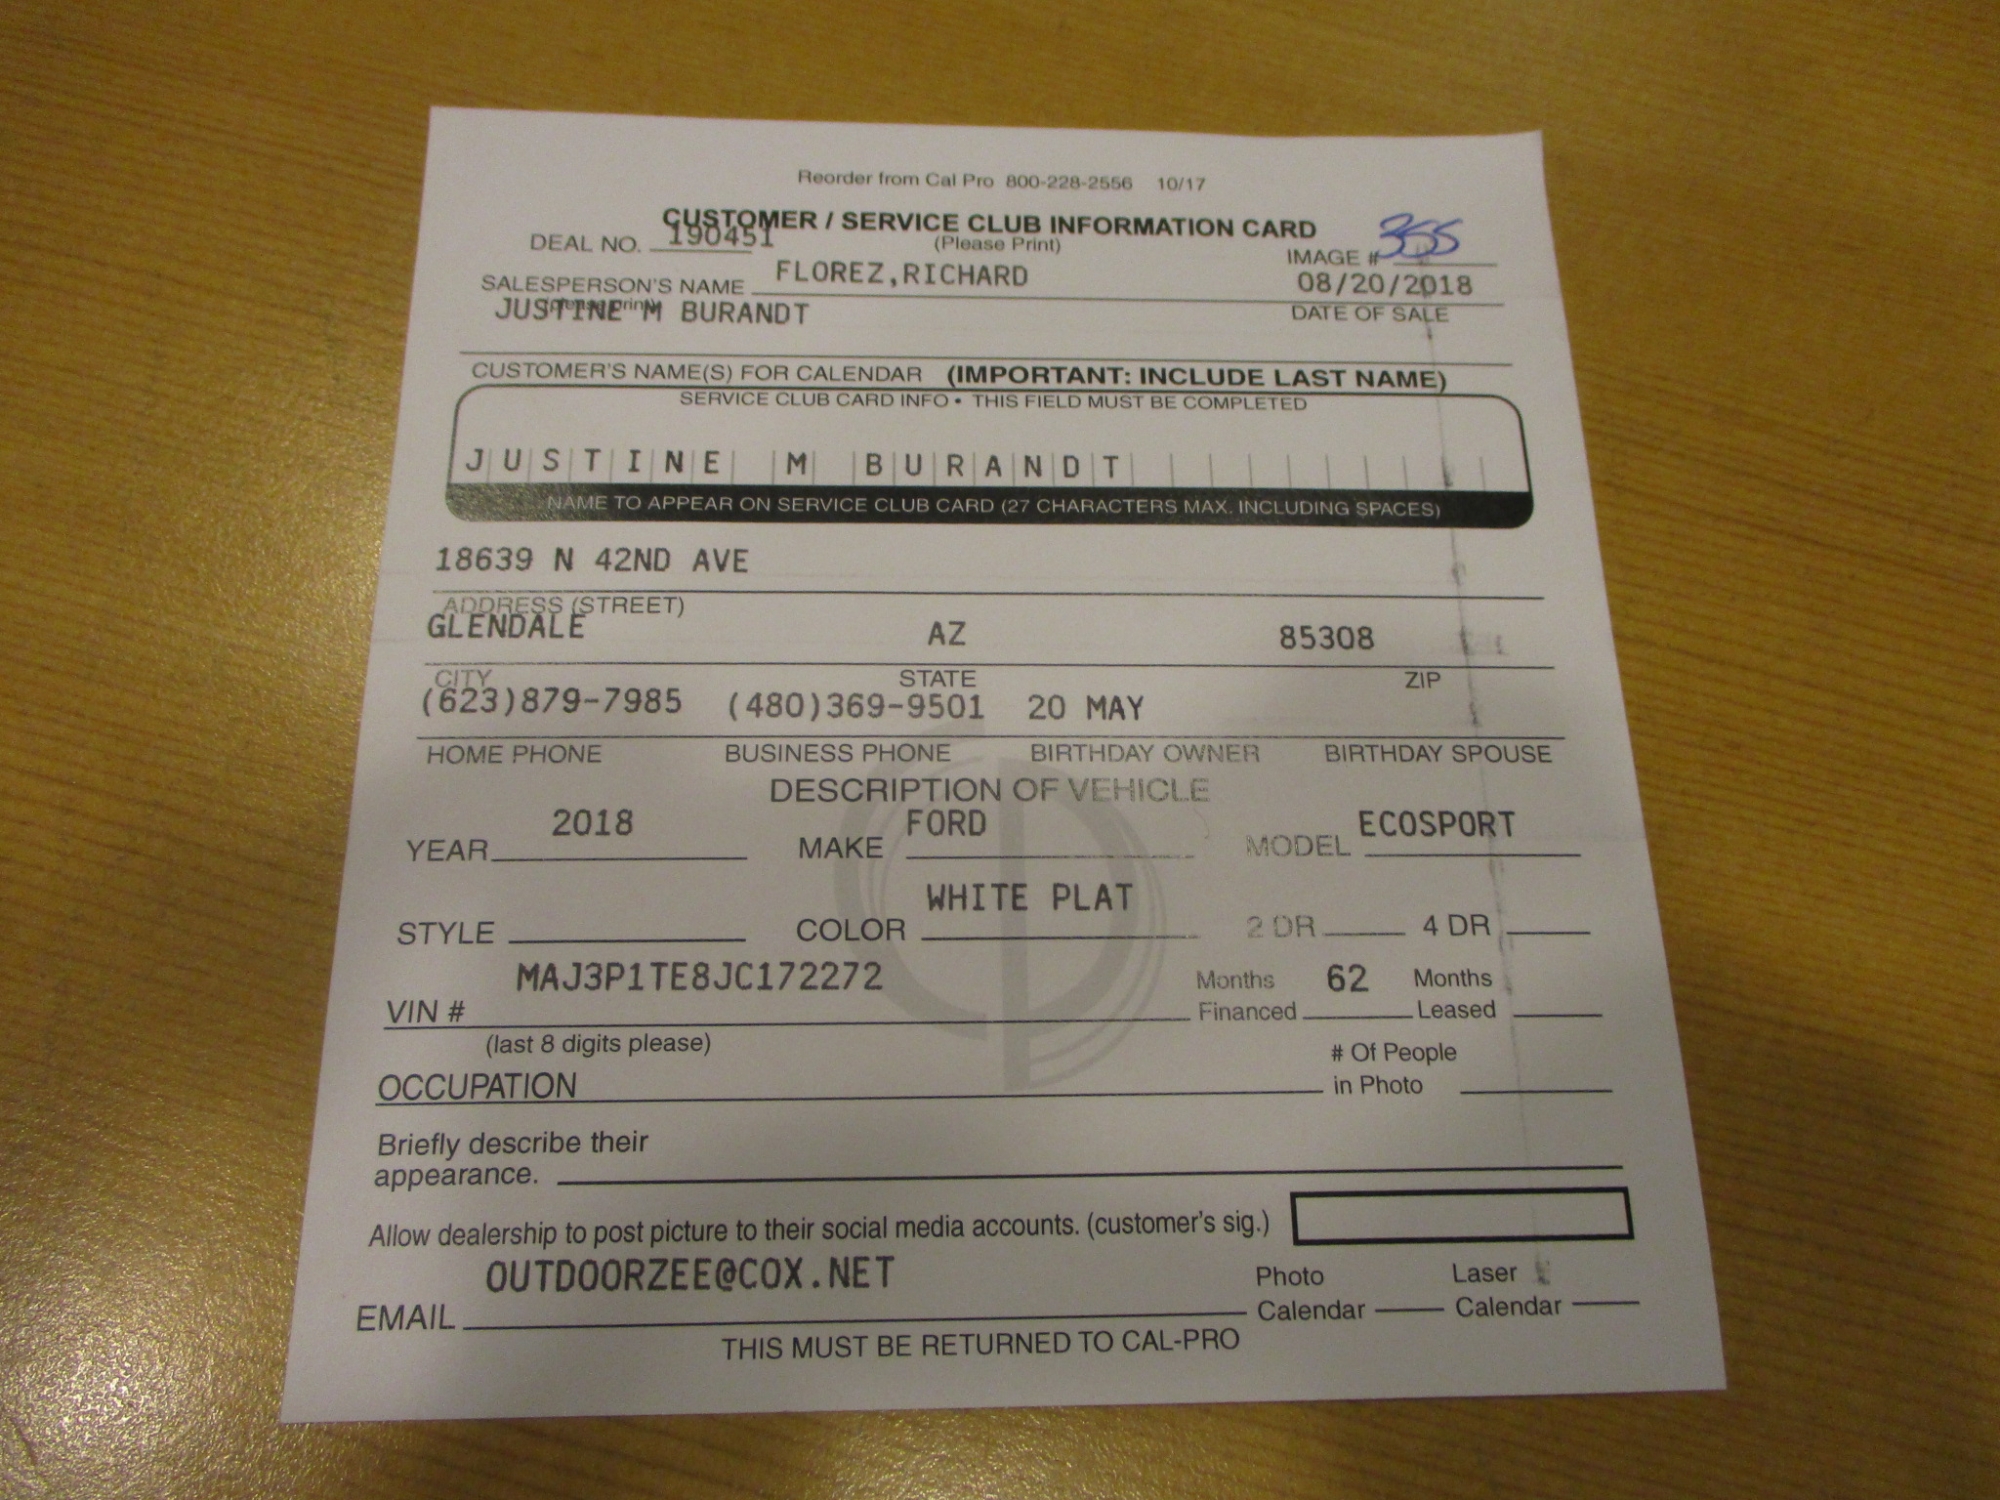 Reorder from Cal Pro 800-228-2556 10/17
CUSTOMER / SERVICE CLUB INFORMATION CARD
(Please Print)
DEAL NO. 190451
IMAGE # 355
SALESPERSON'S NAME FLOREZ,RICHARD 08/20/2018
(please print) DATE OF SALE
JUSTINE M BURANDT
CUSTOMER'S NAME(S) FOR CALENDAR (IMPORTANT: INCLUDE LAST NAME)
SERVICE CLUB CARD INFO • THIS FIELD MUST BE COMPLETED
JUSTINE M BURANDT
NAME TO APPEAR ON SERVICE CLUB CARD (27 CHARACTERS MAX. INCLUDING SPACES)
18639 N 42ND AVE
ADDRESS (STREET)
GLENDALE AZ 85308
CITY STATE ZIP
(623)879-7985 (480)369-9501 20 MAY
HOME PHONE BUSINESS PHONE BIRTHDAY OWNER BIRTHDAY SPOUSE
DESCRIPTION OF VEHICLE
YEAR 2018 MAKE FORD MODEL ECOSPORT
STYLE COLOR WHITE PLAT 2 DR 4 DR
VIN # MAJ3P1TE8JC172272 Months Financed 62 Months Leased
(last 8 digits please)
OCCUPATION # Of People in Photo
Briefly describe their
appearance.
Allow dealership to post picture to their social media accounts. (customer's sig.)
EMAIL OUTDOORZEE@COX.NET Photo Calendar Laser Calendar
THIS MUST BE RETURNED TO CAL-PRO